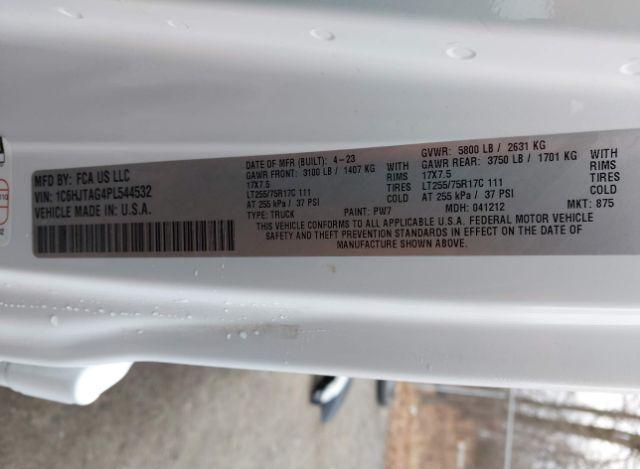 MFD BY: FCA US LLC
VIN: 1C6HJTAG4PL544532
VEHICLE MADE IN U.S.A.
DATE OF MFR (BUILT): 4-23
GAWR FRONT: 3100 LB / 1407 KG WITH
17X7.5 RIMS
LT255/75R17C 111 TIRES
AT 255 kPa / 37 PSI COLD
TYPE: TRUCK PAINT: PW7
GVWR: 5800 LB / 2631 KG
GAWR REAR: 3750 LB / 1701 KG WITH
17X7.5 RIMS
LT255/75R17C 111 TIRES
AT 255 kPa / 37 PSI COLD
MDH: 041212 MKT: 875
THIS VEHICLE CONFORMS TO ALL APPLICABLE U.S.A. FEDERAL MOTOR VEHICLE
SAFETY AND THEFT PREVENTION STANDARDS IN EFFECT ON THE DATE OF
MANUFACTURE SHOWN ABOVE.